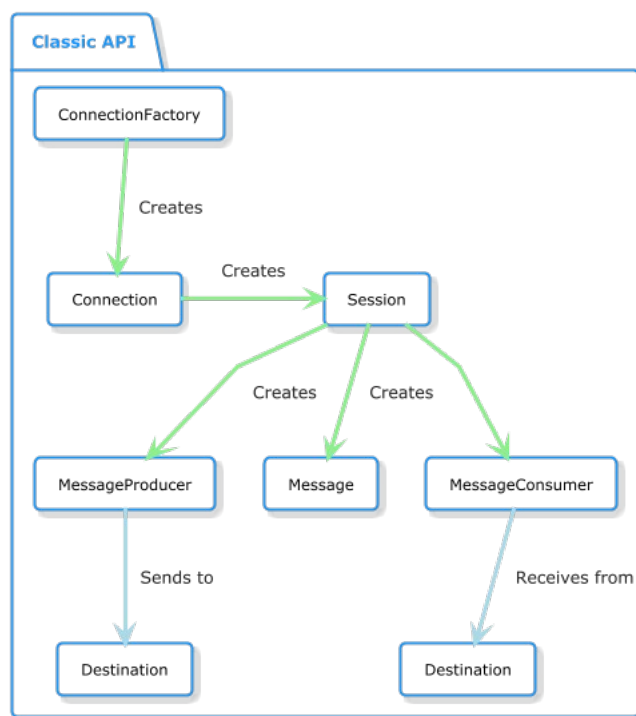 Classic API
ConnectionFactory
Creates
Creates
Connection
Session
Creates
Creates
MessageProducer
Message
MessageConsumer
Sends to
Receives from
Destination
Destination